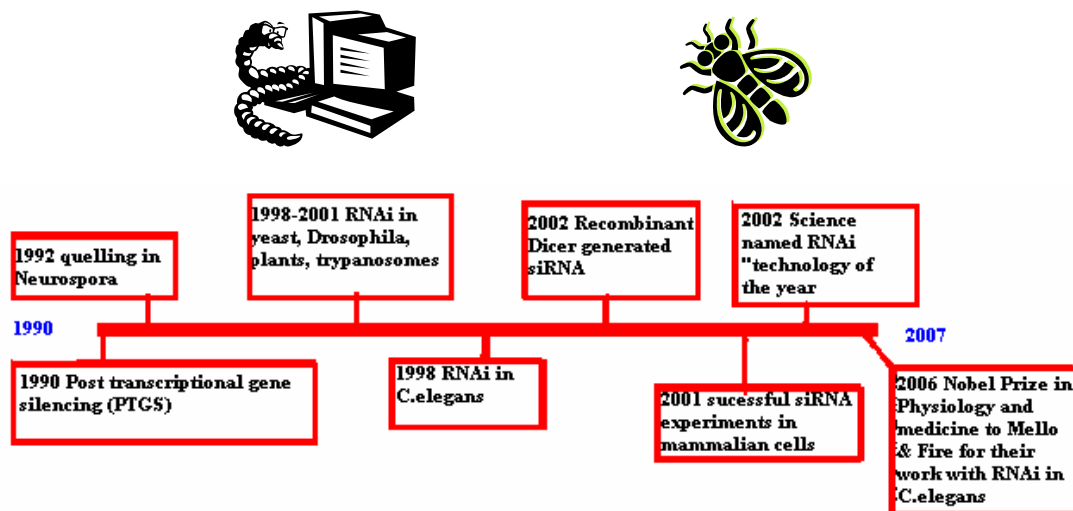 1992 quelling in
Neurospora
1998-2001 RNAi in
yeast, Drosophila,
plants, trypanosomes
2002 Recombinant
Dicer generated
siRNA
2002 Science
named RNAi
"technology of
the year
1990
2007
1990 Post transcriptional gene
silencing (PTGS)
1998 RNAi in
C.elegans
2001 sucessful siRNA
experiments in
mammalian cells
2006 Nobel Prize in
Physiology and
medicine to Mello
& Fire for their
work with RNAi in
C.elegans